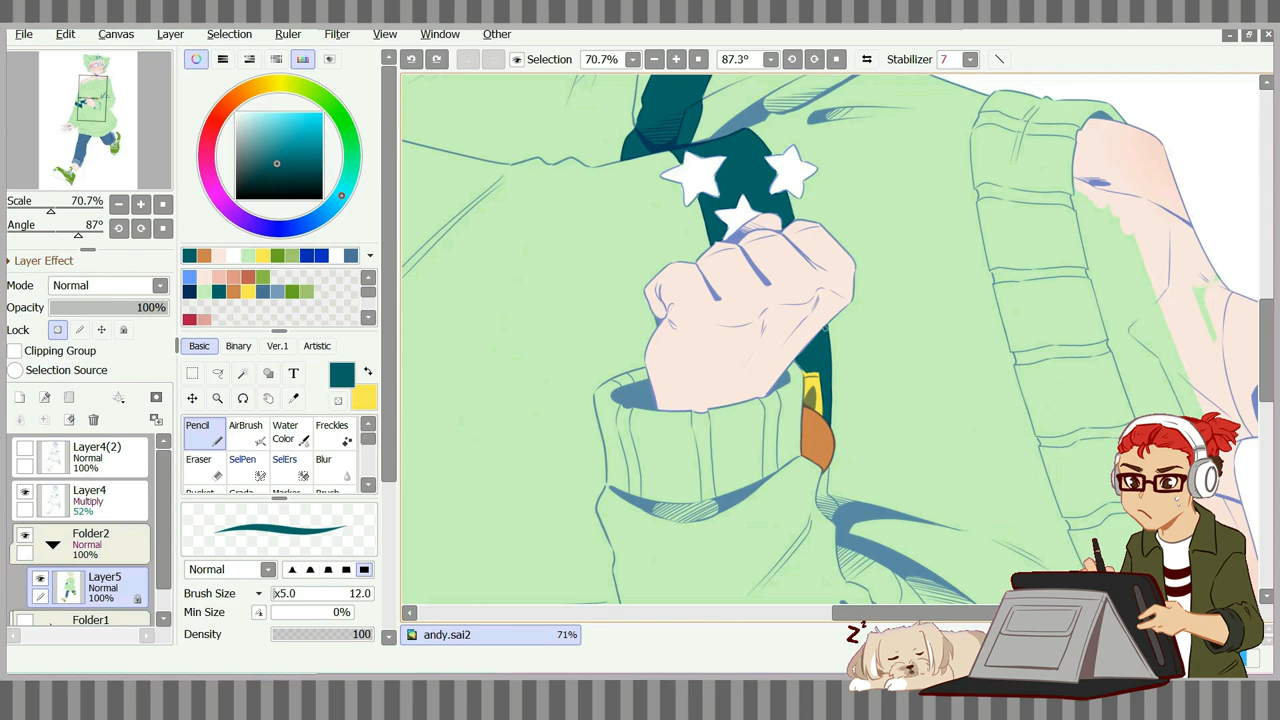 File Edit Canvas Layer Selection Ruler Filter View Window Other
Selection 70.7% 87.3° Stabilizer 7
Scale 70.7%
Angle 87°
Layer Effect
Mode Normal
Opacity 100%
Lock
Clipping Group
Selection Source
Layer4(2)
Normal
100%
Layer4
Multiply
52%
Folder2
Normal
100%
Layer5
Normal
100%
Folder1
Basic Binary Ver.1 Artistic
T
Pencil AirBrush Water Color Freckles
Eraser SelPen SelErs Blur
Bucket Grada Marker Brush
Normal
Brush Size x5.0 12.0
Min Size 0%
Density 100
andy.sai2 71%
Z z z